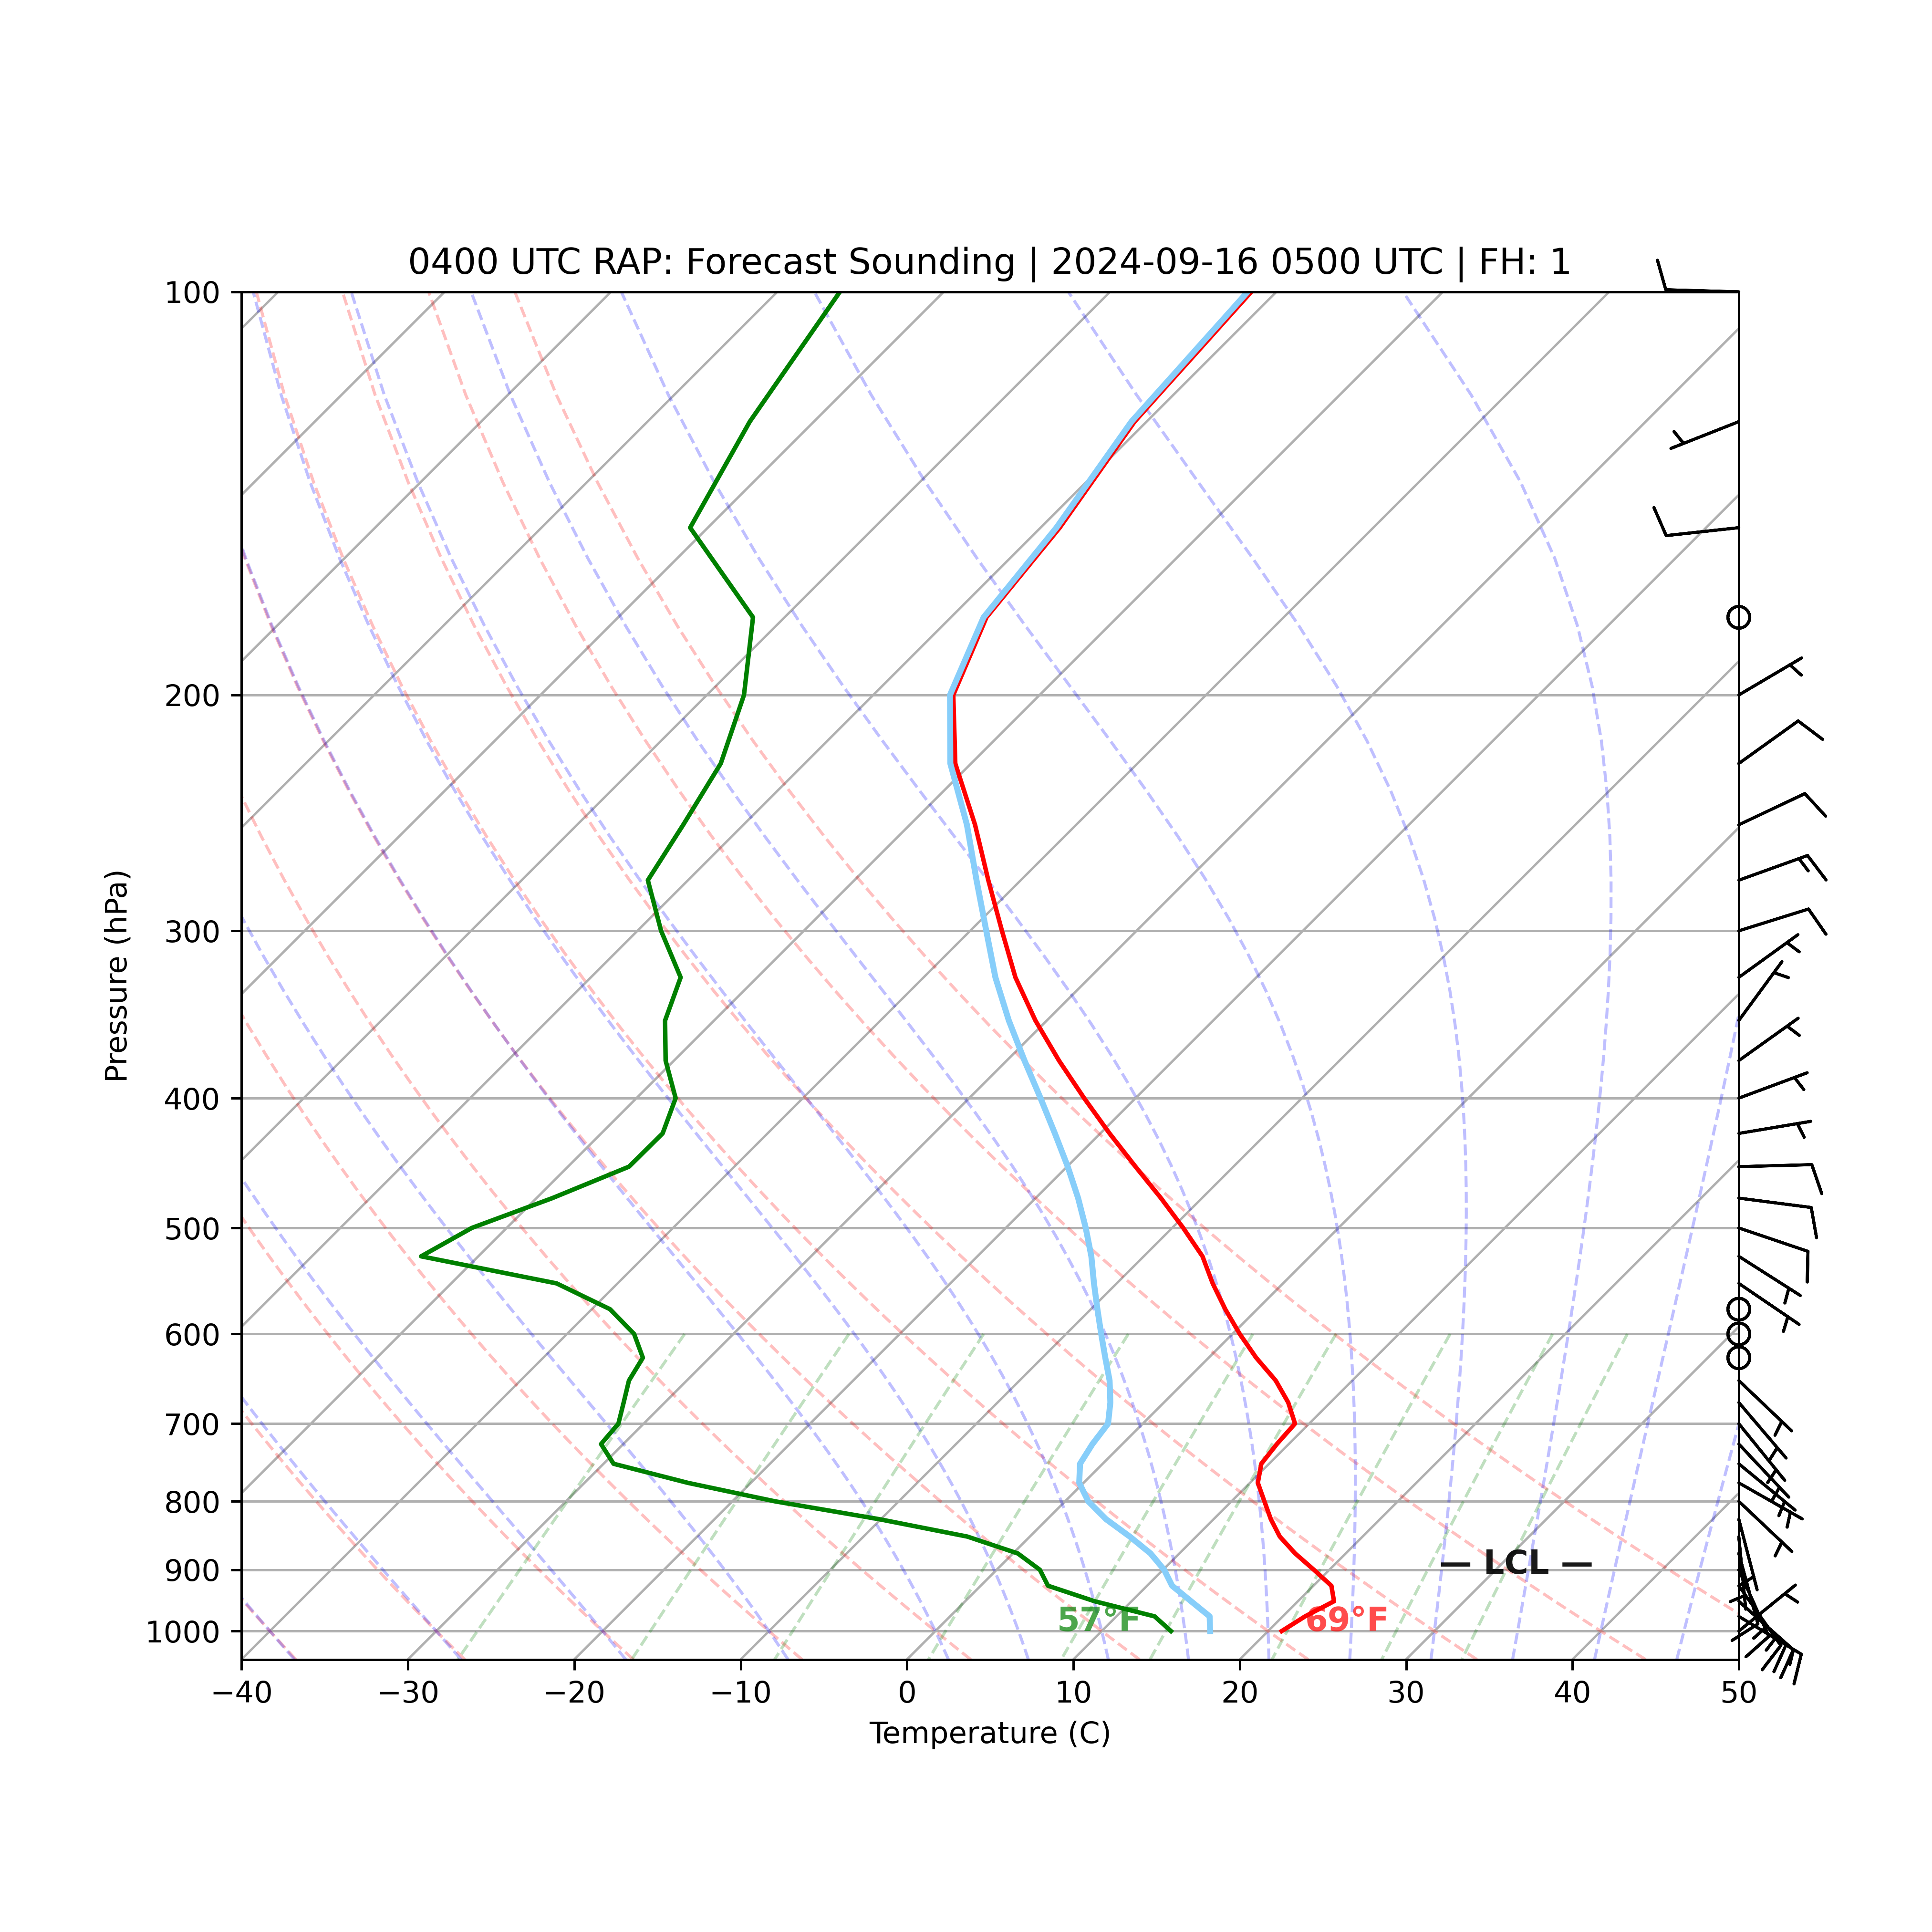 0400 UTC RAP: Forecast Sounding | 2024-09-16 0500 UTC | FH: 1
100
200
300
400
500
600
700
800
900
1000
Pressure (hPa)
— LCL —
57°F
69°F
−40 −30 −20 −10 0 10 20 30 40 50
Temperature (C)